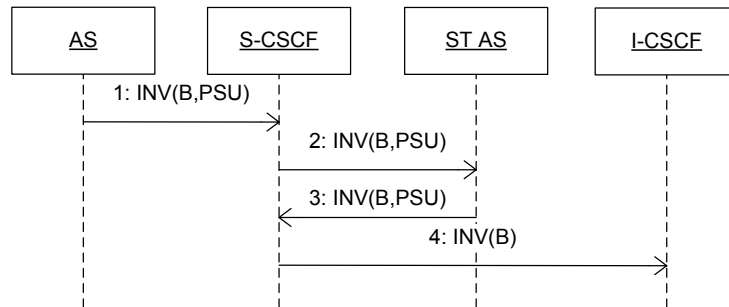 AS
S-CSCF
ST AS
I-CSCF
1: INV(B,PSU)
2: INV(B,PSU)
3: INV(B,PSU)
4: INV(B)